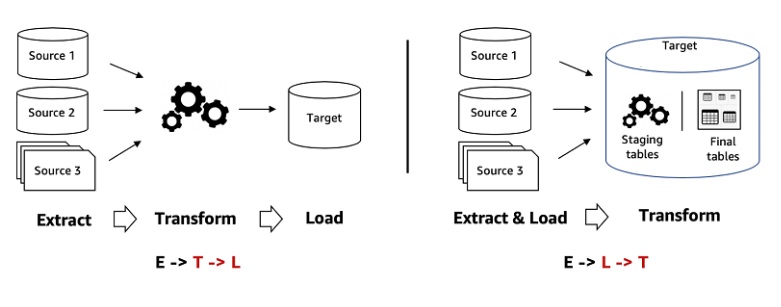 Source 1
Source 2
Source 3
Target
Extract
Transform
Load
E -> T -> L
Source 1
Source 2
Source 3
Target
Staging
tables
Final
tables
Extract & Load
Transform
E -> L -> T